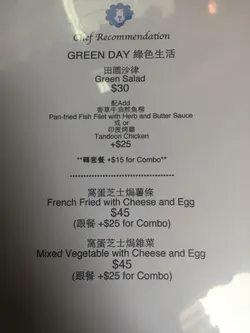 Chef Recommendation
GREEN DAY 綠色生活
田園沙律
Green Salad
$30
配Add
香草牛油煎魚柳
Pan-fried Fish Filet with Herb and Butter Sauce
或 or
印度烤雞
Tandoori Chicken
+$25
**轉套餐 +$15 for Combo**
窩蛋芝士焗薯條
French Fried with Cheese and Egg
$45
(跟餐 +$25 for Combo)
窩蛋芝士焗雜菜
Mixed Vegetable with Cheese and Egg
$45
(跟餐 +$25 for Combo)